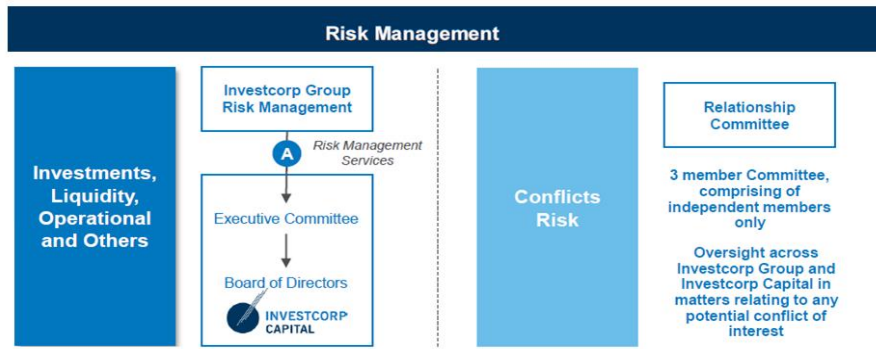 Risk Management
Investments,
Liquidity,
Operational
and Others
Investcorp Group
Risk Management
A
Risk Management
Services
Executive Committee
Board of Directors
INVESTCORP
CAPITAL
Conflicts
Risk
Relationship
Committee
3 member Committee,
comprising of
independent members
only
Oversight across
Investcorp Group and
Investcorp Capital in
matters relating to any
potential conflict of
interest